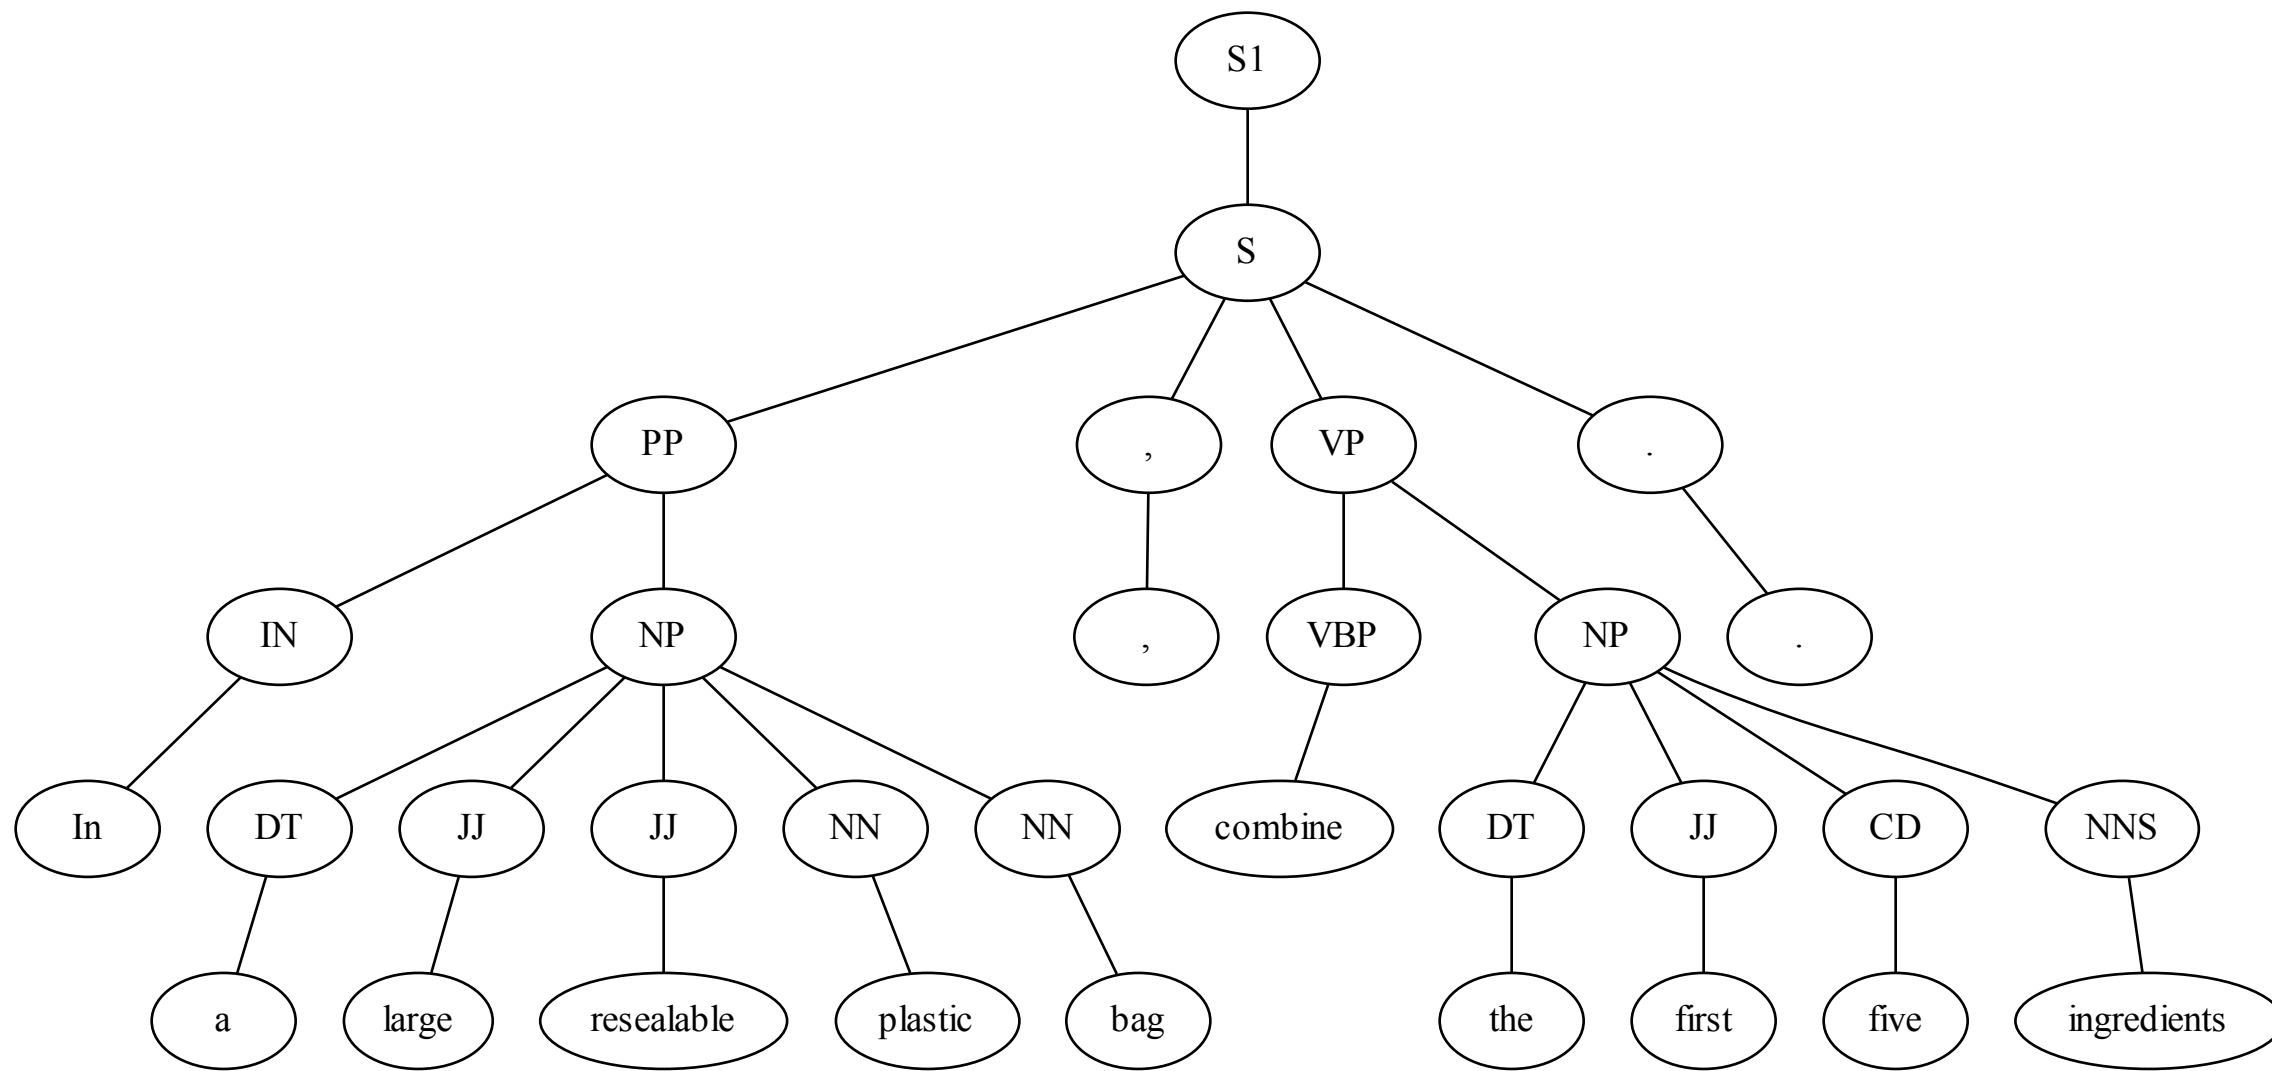 S1
S
PP , VP .
IN NP , VBP NP .
In DT JJ JJ NN NN combine DT JJ CD NNS
a large resealable plastic bag the first five ingredients